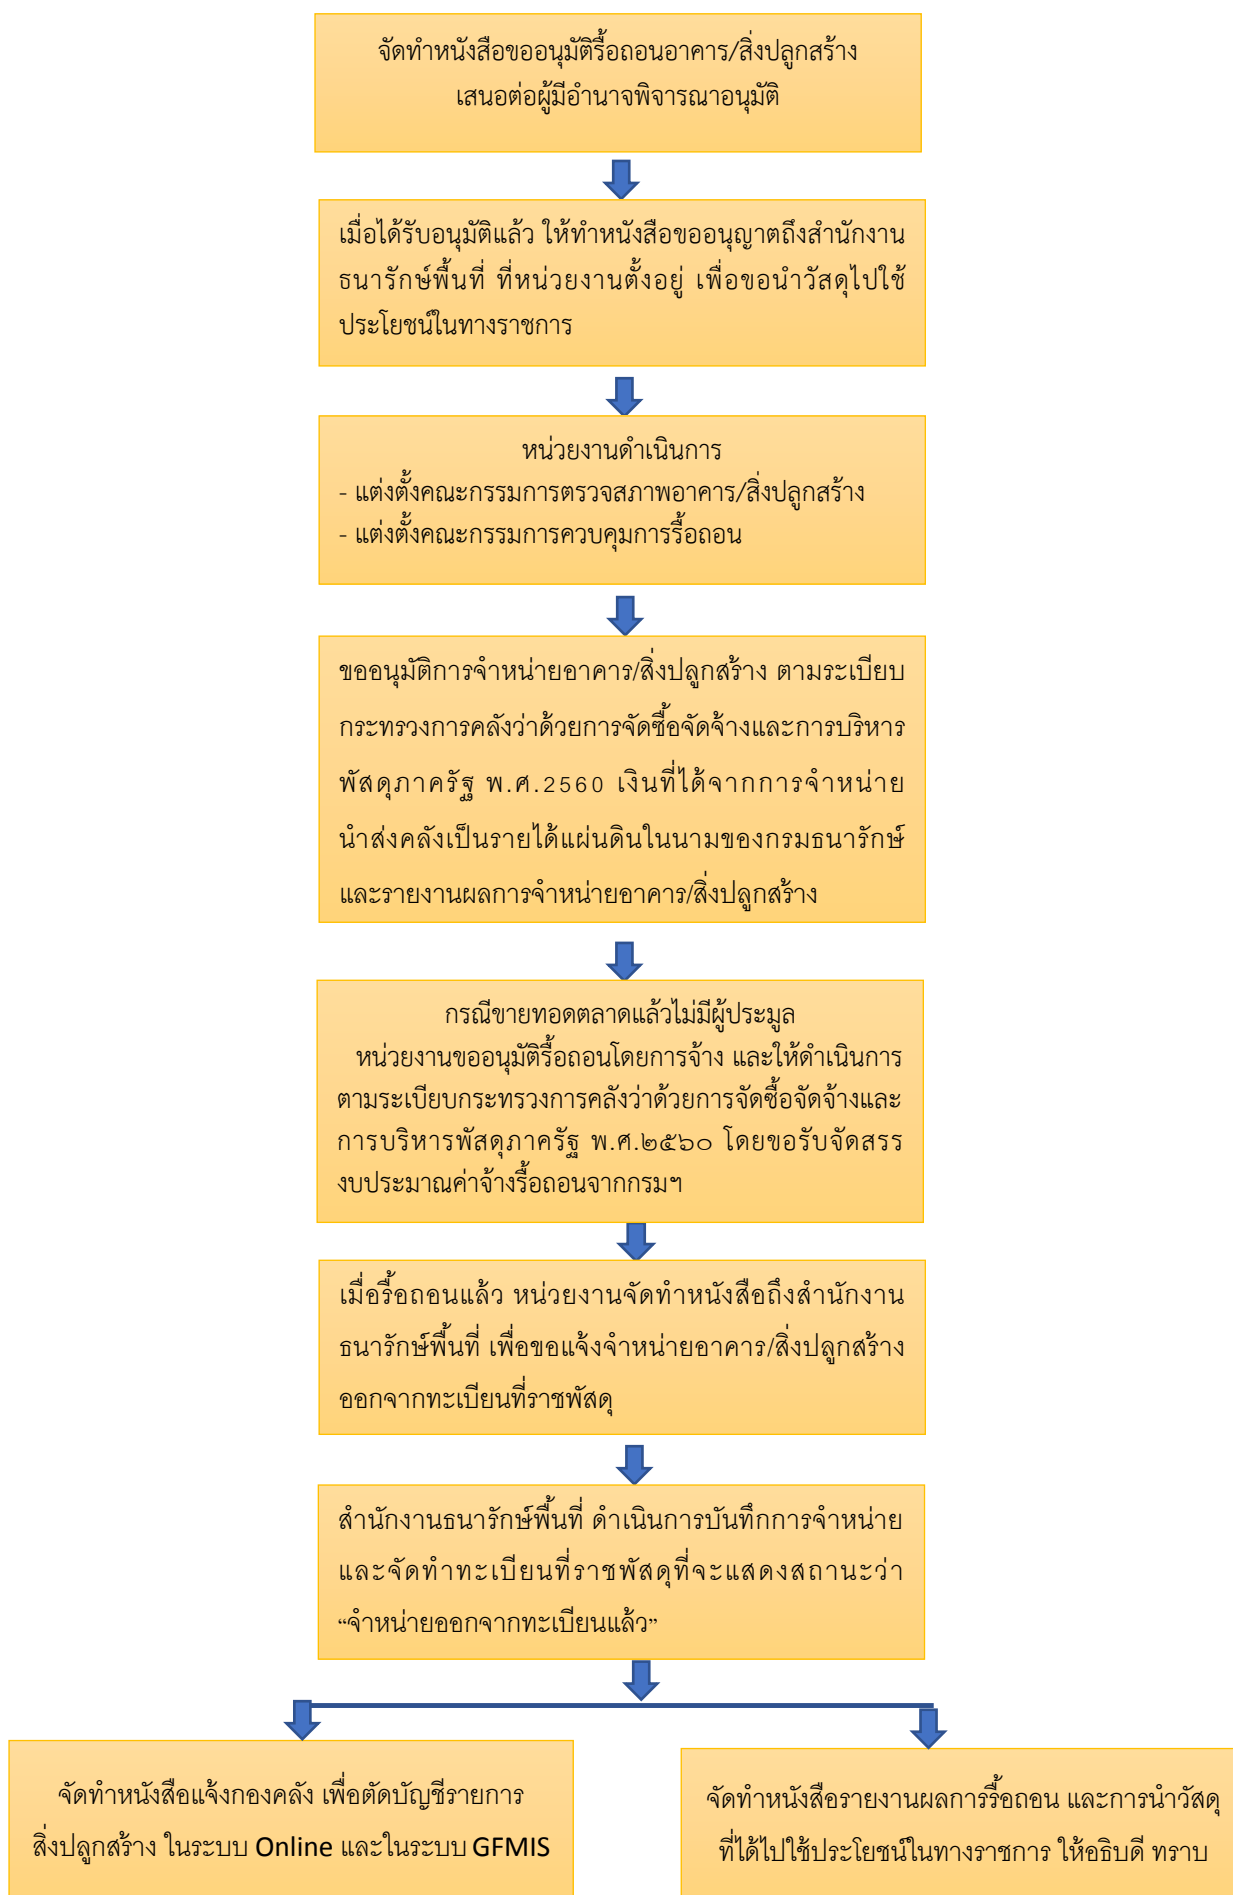 จัดทำหนังสือขออนุมัติรื้อถอนอาคาร/สิ่งปลูกสร้าง
เสนอต่อผู้มีอำนาจพิจารณาอนุมัติ
เมื่อได้รับอนุมัติแล้ว ให้ทำหนังสือขออนุญาตถึงสำนักงาน
ธนารักษ์พื้นที่ ที่หน่วยงานตั้งอยู่ เพื่อขอนำวัสดุไปใช้
ประโยชน์ในทางราชการ
หน่วยงานดำเนินการ
- แต่งตั้งคณะกรรมการตรวจสภาพอาคาร/สิ่งปลูกสร้าง
- แต่งตั้งคณะกรรมการควบคุมการรื้อถอน
ขออนุมัติการจำหน่ายอาคาร/สิ่งปลูกสร้าง ตามระเบียบ
กระทรวงการคลังว่าด้วยการจัดซื้อจัดจ้างและการบริหาร
พัสดุภาครัฐ พ.ศ.2560 เงินที่ได้จากการจำหน่าย
นำส่งคลังเป็นรายได้แผ่นดินในนามของกรมธนารักษ์
และรายงานผลการจำหน่ายอาคาร/สิ่งปลูกสร้าง
กรณีขายทอดตลาดแล้วไม่มีผู้ประมูล
หน่วยงานขออนุมัติรื้อถอนโดยการจ้าง และให้ดำเนินการ
ตามระเบียบกระทรวงการคลังว่าด้วยการจัดซื้อจัดจ้างและ
การบริหารพัสดุภาครัฐ พ.ศ.๒๕๖๐ โดยขอรับจัดสรร
งบประมาณค่าจ้างรื้อถอนจากกรมฯ
เมื่อรื้อถอนแล้ว หน่วยงานจัดทำหนังสือถึงสำนักงาน
ธนารักษ์พื้นที่ เพื่อขอแจ้งจำหน่ายอาคาร/สิ่งปลูกสร้าง
ออกจากทะเบียนที่ราชพัสดุ
สำนักงานธนารักษ์พื้นที่ ดำเนินการบันทึกการจำหน่าย
และจัดทำทะเบียนที่ราชพัสดุที่จะแสดงสถานะว่า
“จำหน่ายออกจากทะเบียนแล้ว”
จัดทำหนังสือแจ้งกองคลัง เพื่อตัดบัญชีรายการ
สิ่งปลูกสร้าง ในระบบ Online และในระบบ GFMIS
จัดทำหนังสือรายงานผลการรื้อถอน และการนำวัสดุ
ที่ได้ไปใช้ประโยชน์ในทางราชการ ให้อธิบดี ทราบ